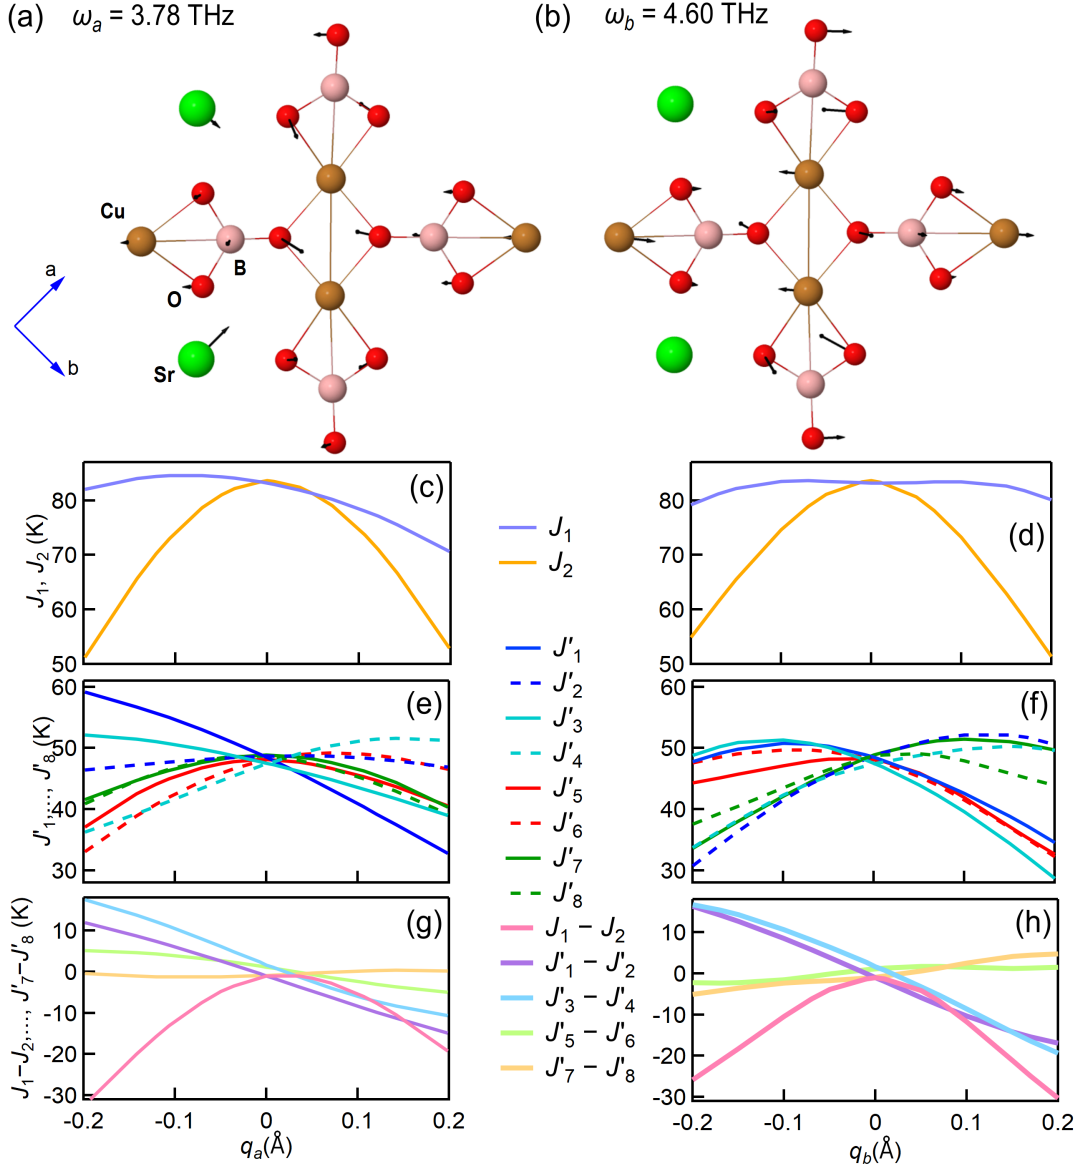 (a) ωa = 3.78 THz
(b) ωb = 4.60 THz
Cu
B
O
a
b
Sr
(c)
80
70
60
50
J1, J2 (K)
J1
J2
(d)
80
70
60
50
(e)
60
50
40
30
J'1,..., J'8 (K)
J'1
J'2
J'3
J'4
J'5
J'6
J'7
J'8
(f)
60
50
40
30
(g)
10
0
-10
-20
-30
J1−J2,..., J'7−J'8 (K)
-0.2 -0.1 0 0.1 0.2
qa(Å)
J1 − J2
J'1 − J'2
J'3 − J'4
J'5 − J'6
J'7 − J'8
(h)
10
0
-10
-20
-30
-0.2 -0.1 0 0.1 0.2
qb(Å)